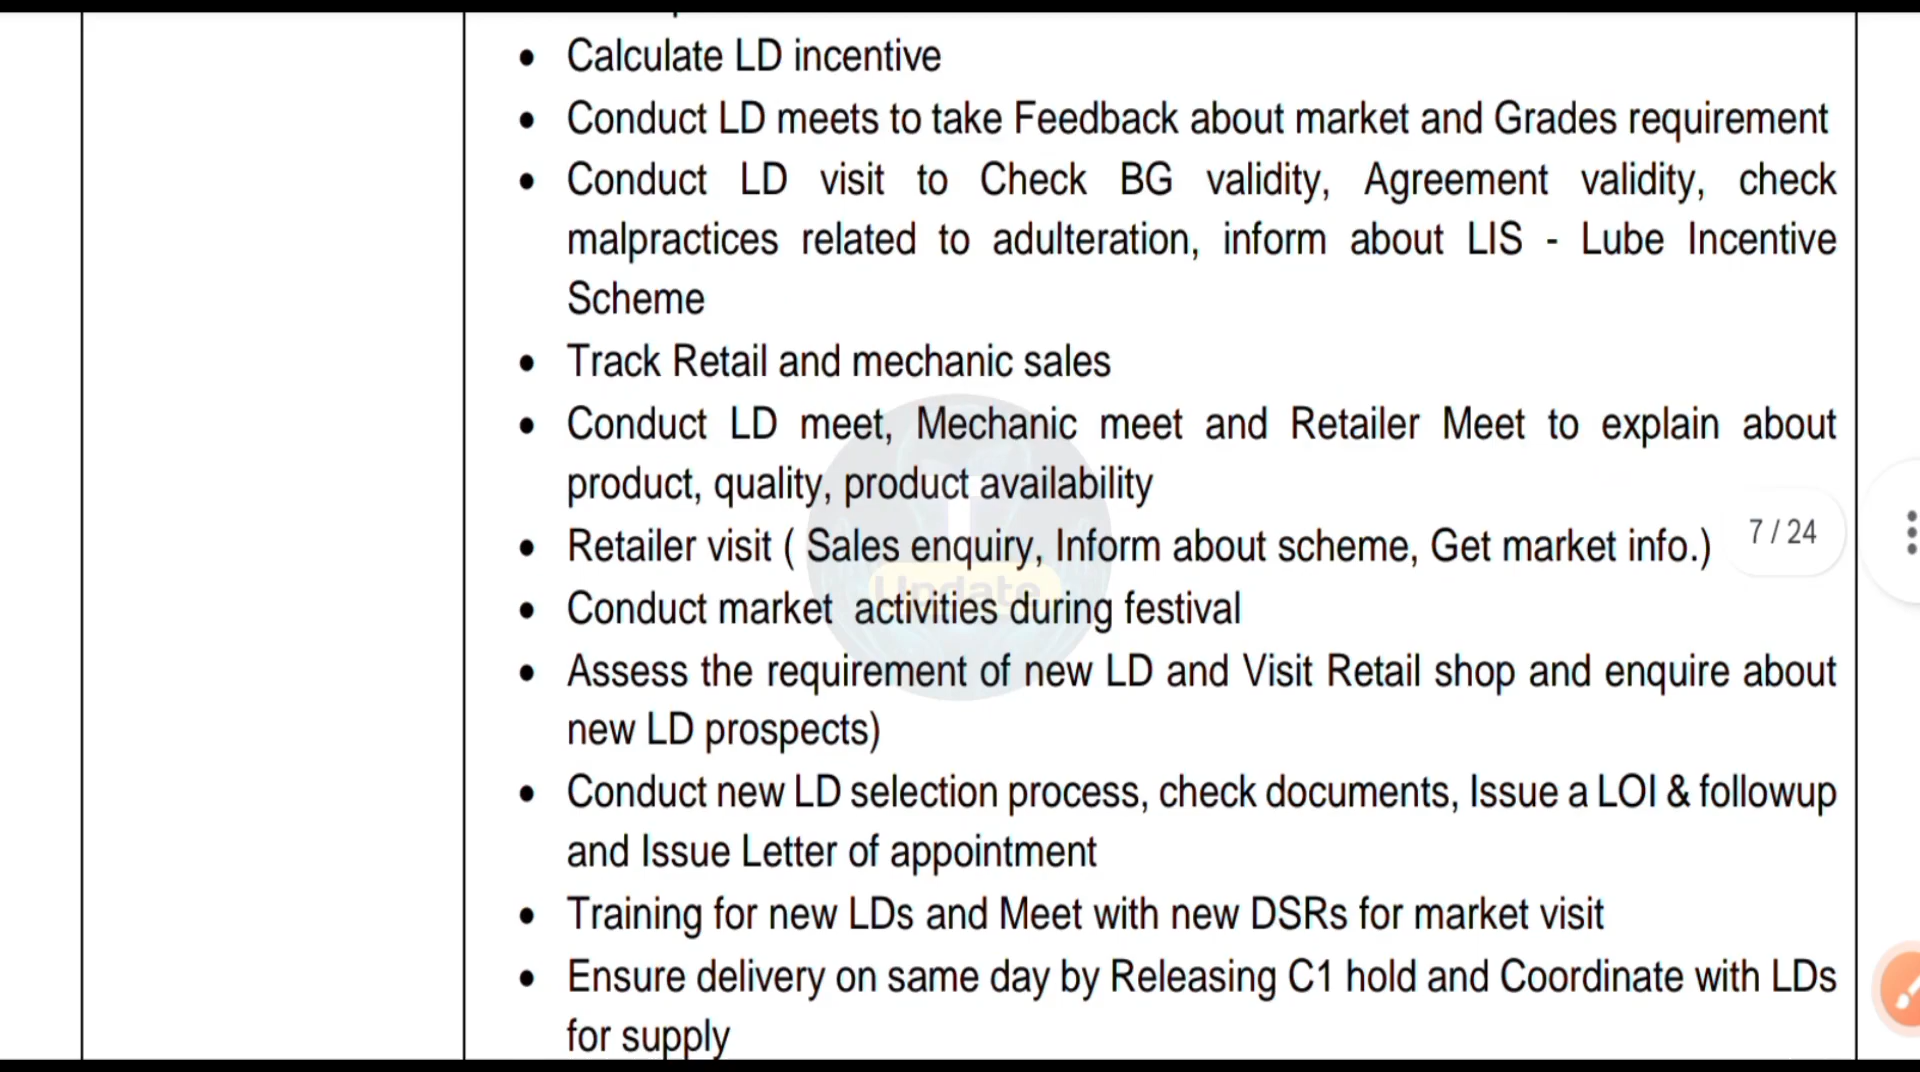 • Calculate LD incentive
• Conduct LD meets to take Feedback about market and Grades requirement
• Conduct LD visit to Check BG validity, Agreement validity, check
malpractices related to adulteration, inform about LIS - Lube Incentive
Scheme
• Track Retail and mechanic sales
• Conduct LD meet, Mechanic meet and Retailer Meet to explain about
product, quality, product availability
• Retailer visit ( Sales enquiry, Inform about scheme, Get market info.)
7 / 24
Update
• Conduct market activities during festival
• Assess the requirement of new LD and Visit Retail shop and enquire about
new LD prospects)
• Conduct new LD selection process, check documents, Issue a LOI & followup
and Issue Letter of appointment
• Training for new LDs and Meet with new DSRs for market visit
• Ensure delivery on same day by Releasing C1 hold and Coordinate with LDs
for supply